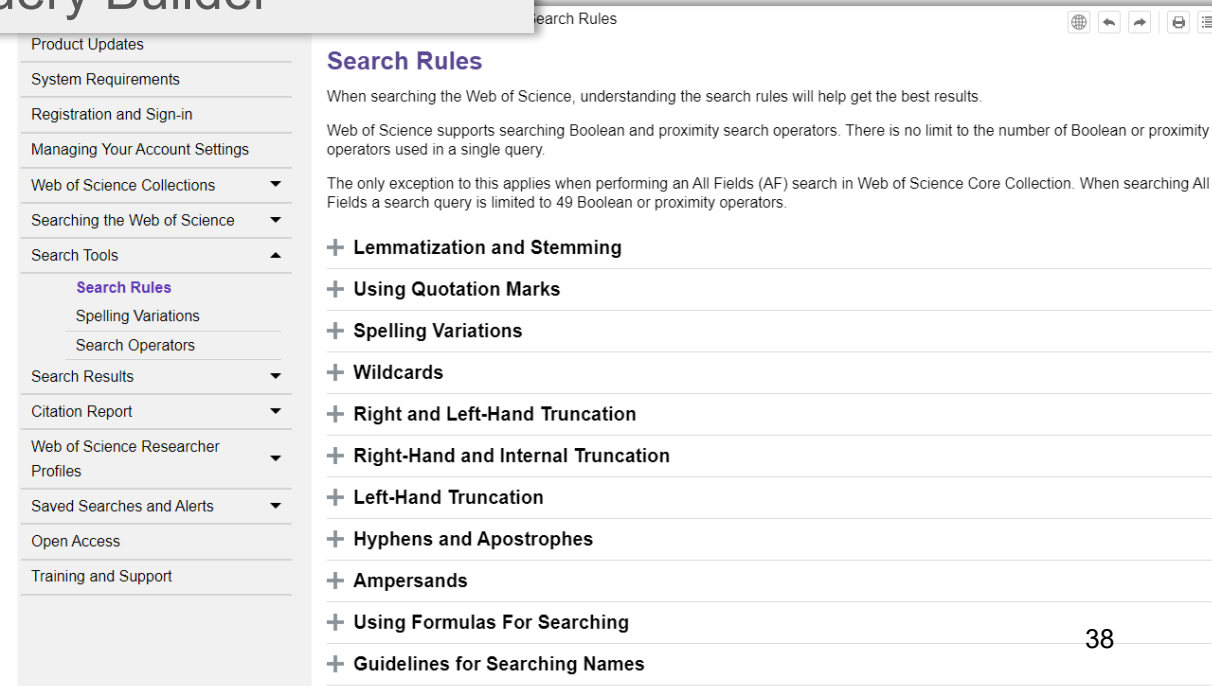 Query Builder
Search Rules
Product Updates
System Requirements
Registration and Sign-in
Managing Your Account Settings
Web of Science Collections
Searching the Web of Science
Search Tools
Search Rules
Spelling Variations
Search Operators
Search Results
Citation Report
Web of Science Researcher
Profiles
Saved Searches and Alerts
Open Access
Training and Support
Search Rules
When searching the Web of Science, understanding the search rules will help get the best results.
Web of Science supports searching Boolean and proximity search operators. There is no limit to the number of Boolean or proximity
operators used in a single query.
The only exception to this applies when performing an All Fields (AF) search in Web of Science Core Collection. When searching All
Fields a search query is limited to 49 Boolean or proximity operators.
Lemmatization and Stemming
Using Quotation Marks
Spelling Variations
Wildcards
Right and Left-Hand Truncation
Right-Hand and Internal Truncation
Left-Hand Truncation
Hyphens and Apostrophes
Ampersands
Using Formulas For Searching
Guidelines for Searching Names
38